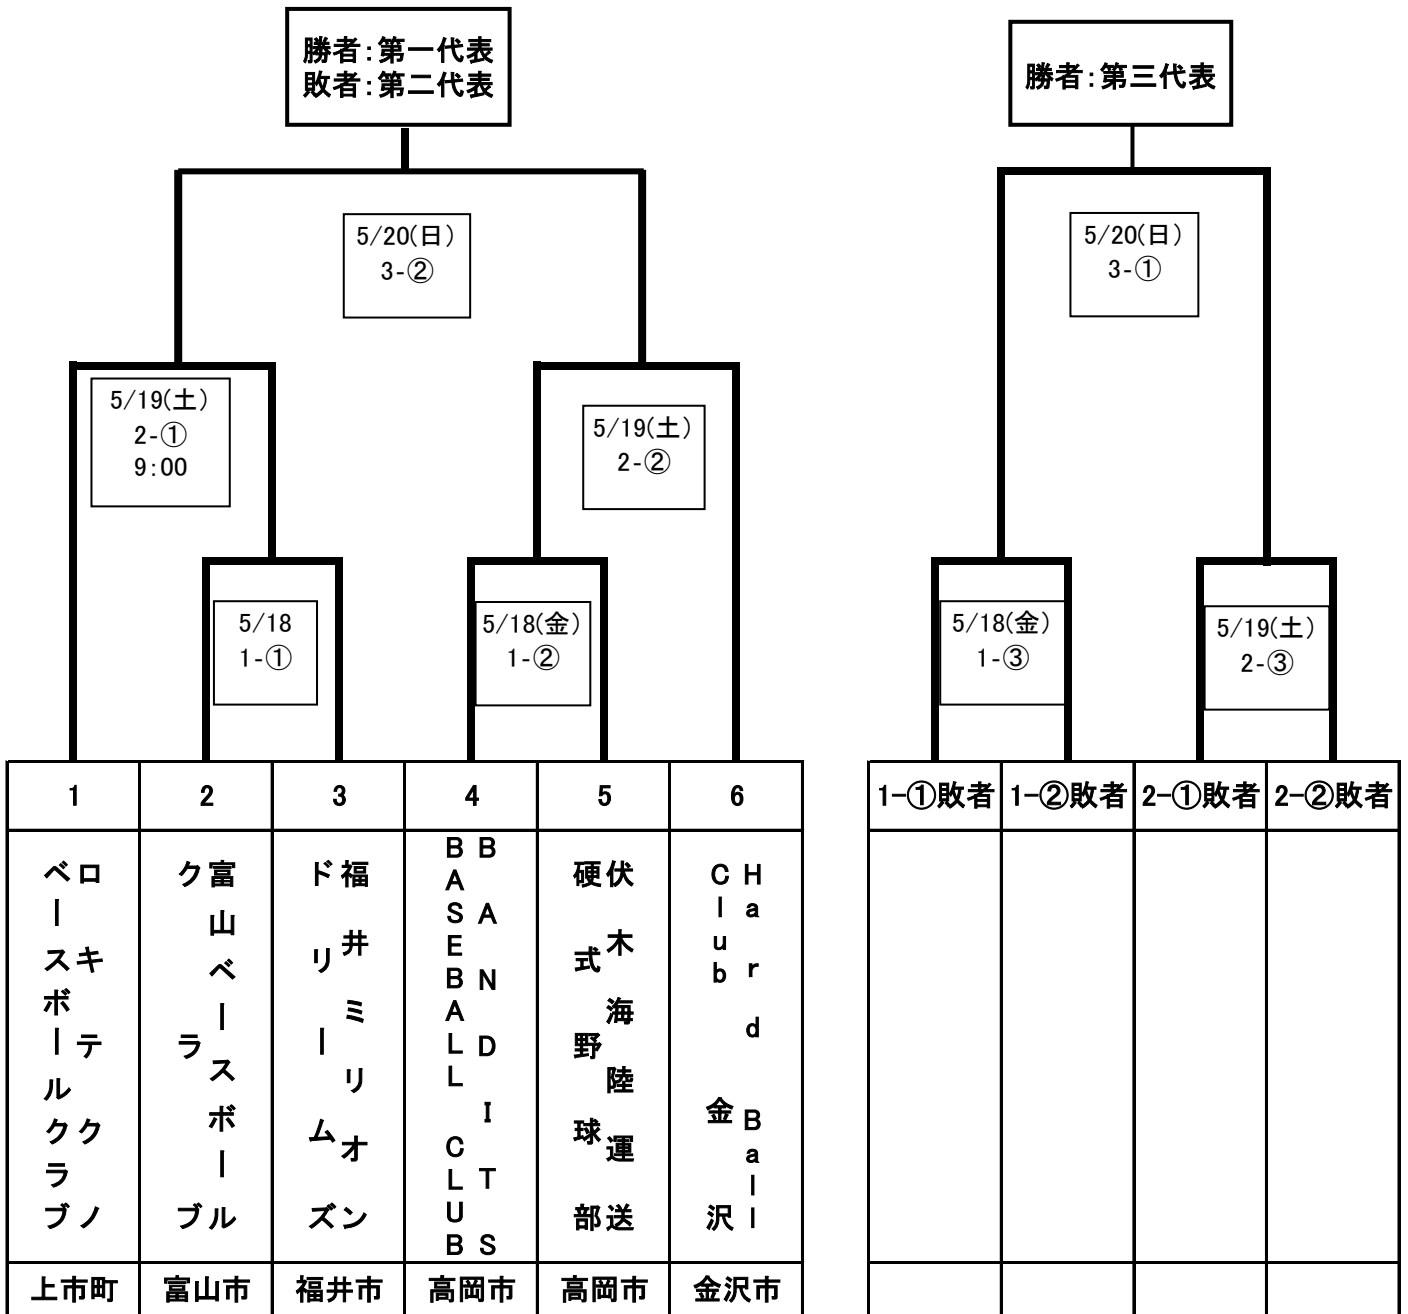 勝者：第一代表
敗者：第二代表
勝者：第三代表
5/20(日)
3-②
5/20(日)
3-①
5/19(土)
2-①
9:00
5/19(土)
2-②
5/18
1-①
5/18(金)
1-②
5/18(金)
1-③
5/19(土)
2-③
1
2
3
4
5
6
1-①敗者
1-②敗者
2-①敗者
2-②敗者
ロキテクノ
ベースボールクラブ
富山ベースボール
クラブ
福井ミリオン
ドリームズ
BANDITS
BASEBALL CLUB
伏木海陸運送
硬式野球部
Hard Ball
Club 金沢
上市町
富山市
福井市
高岡市
高岡市
金沢市